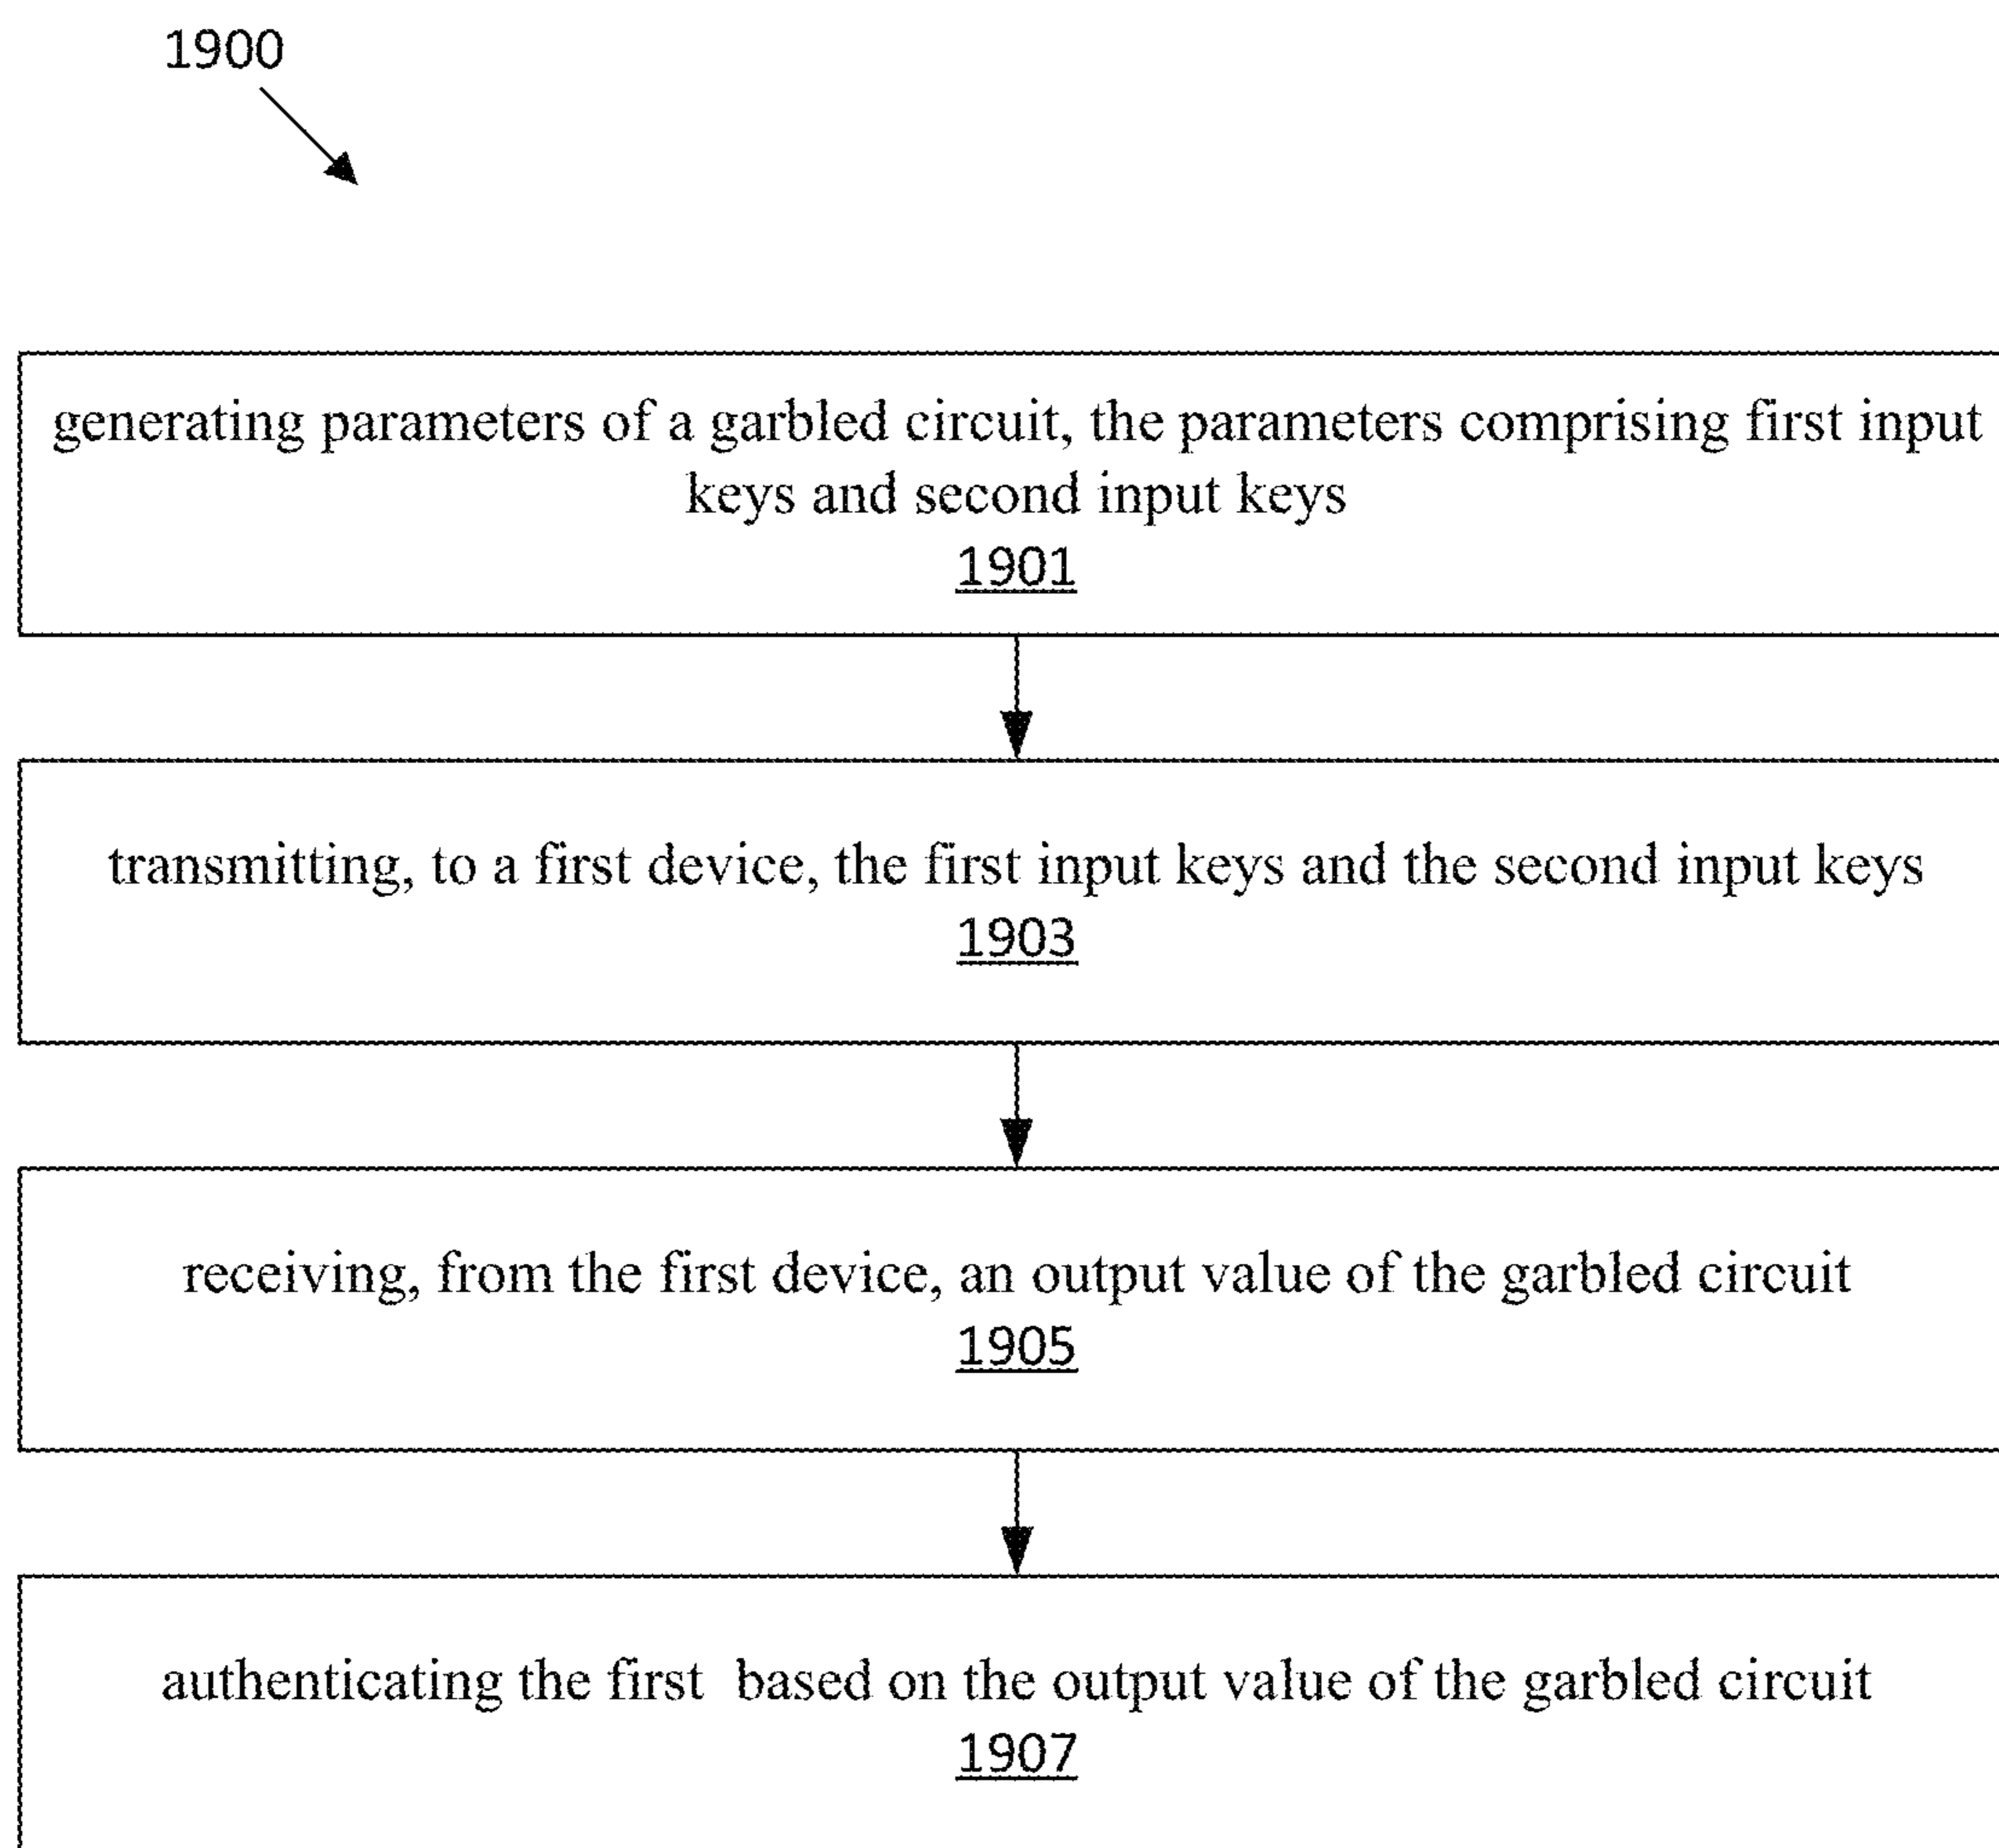 1900
generating parameters of a garbled circuit, the parameters comprising first input
keys and second input keys
1901
transmitting, to a first device, the first input keys and the second input keys
1903
receiving, from the first device, an output value of the garbled circuit
1905
authenticating the first  based on the output value of the garbled circuit
1907